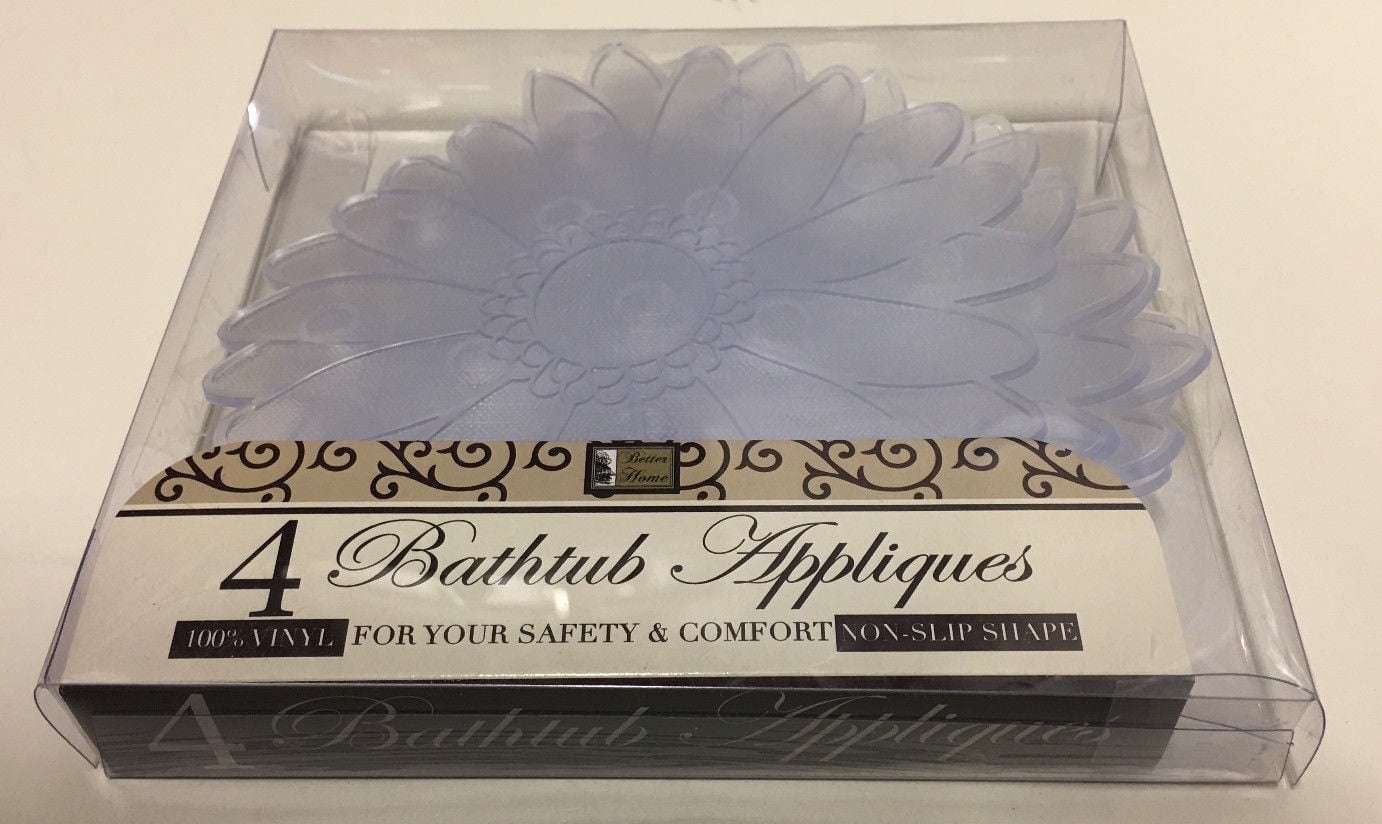 Better
Home
4 Bathtub Appliques
100% VINYL FOR YOUR SAFETY & COMFORT NON-SLIP SHAPE
4 Bathtub Appliques